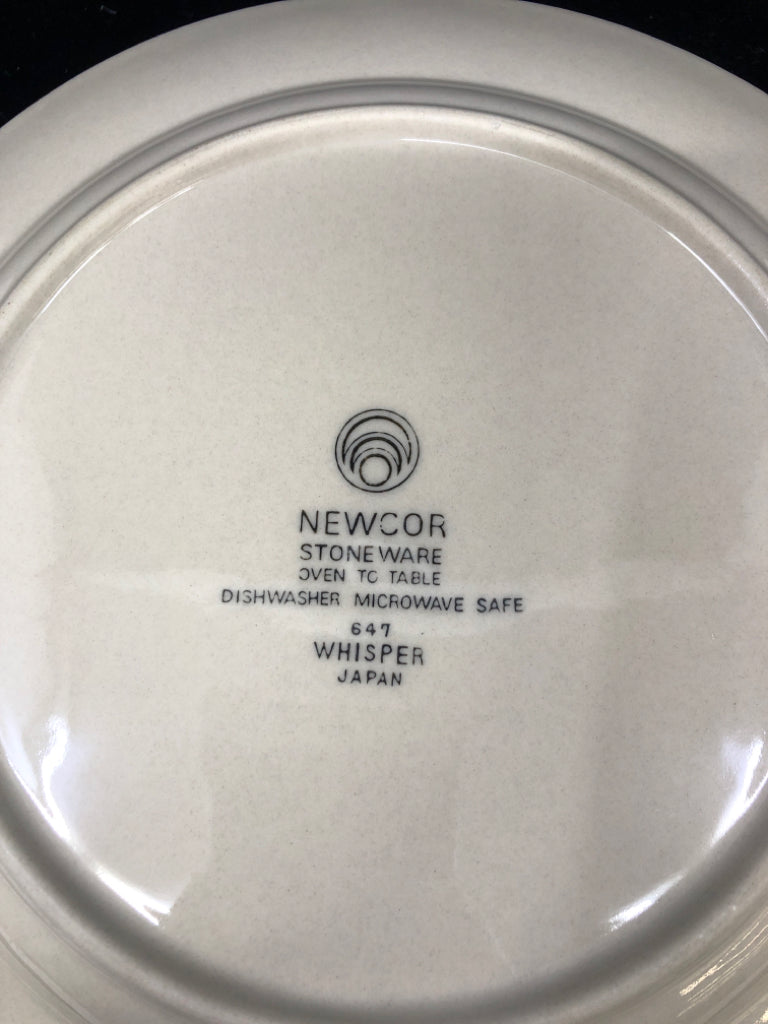 NEWCOR
STONEWARE
OVEN TO TABLE
DISHWASHER MICROWAVE SAFE
647
WHISPER
JAPAN